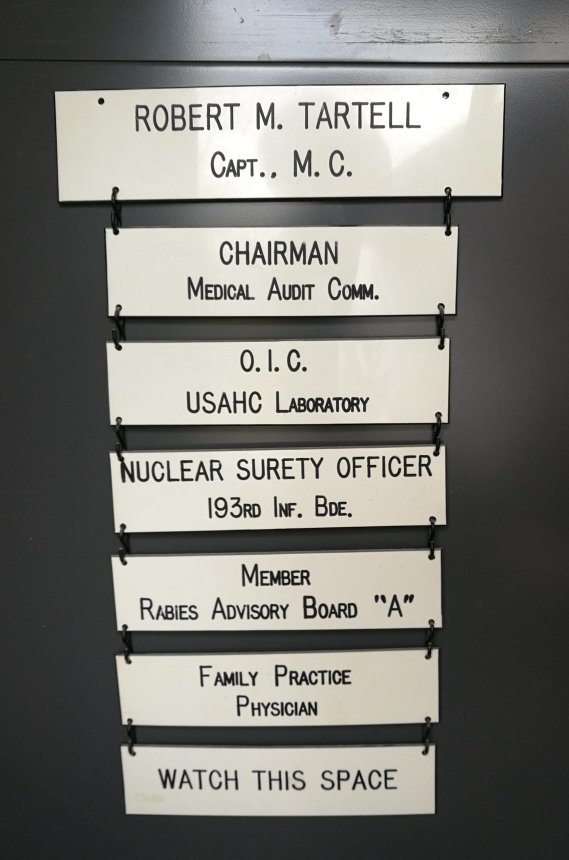 ROBERT M. TARTELL
CAPT., M. C.
CHAIRMAN
MEDICAL AUDIT COMM.
O. I. C.
USAHC LABORATORY
NUCLEAR SURETY OFFICER
193RD INF. BDE.
MEMBER
RABIES ADVISORY BOARD "A"
FAMILY PRACTICE
PHYSICIAN
WATCH THIS SPACE